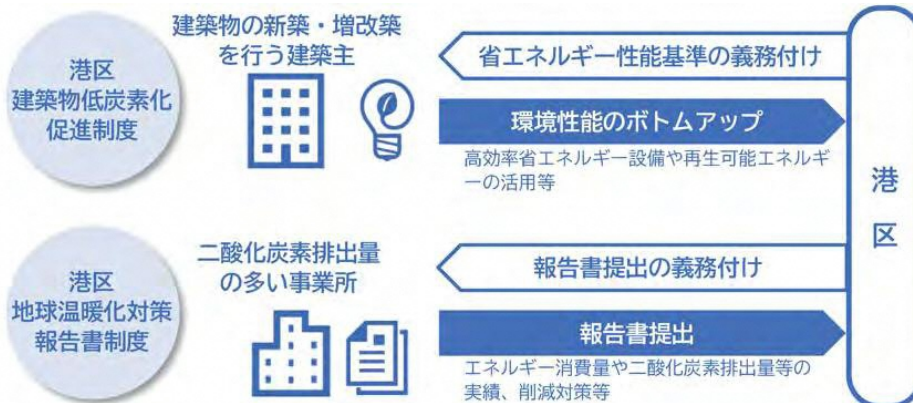 港区
建築物低炭素化
促進制度
建築物の新築・増改築
を行う建築主
省エネルギー性能基準の義務付け
環境性能のボトムアップ
高効率省エネルギー設備や再生可能エネルギ
ーの活用等
港区
地球温暖化対策
報告書制度
二酸化炭素排出量
の多い事業所
報告書提出の義務付け
報告書提出
エネルギー消費量や二酸化炭素排出量等の
実績、削減対策等
港区